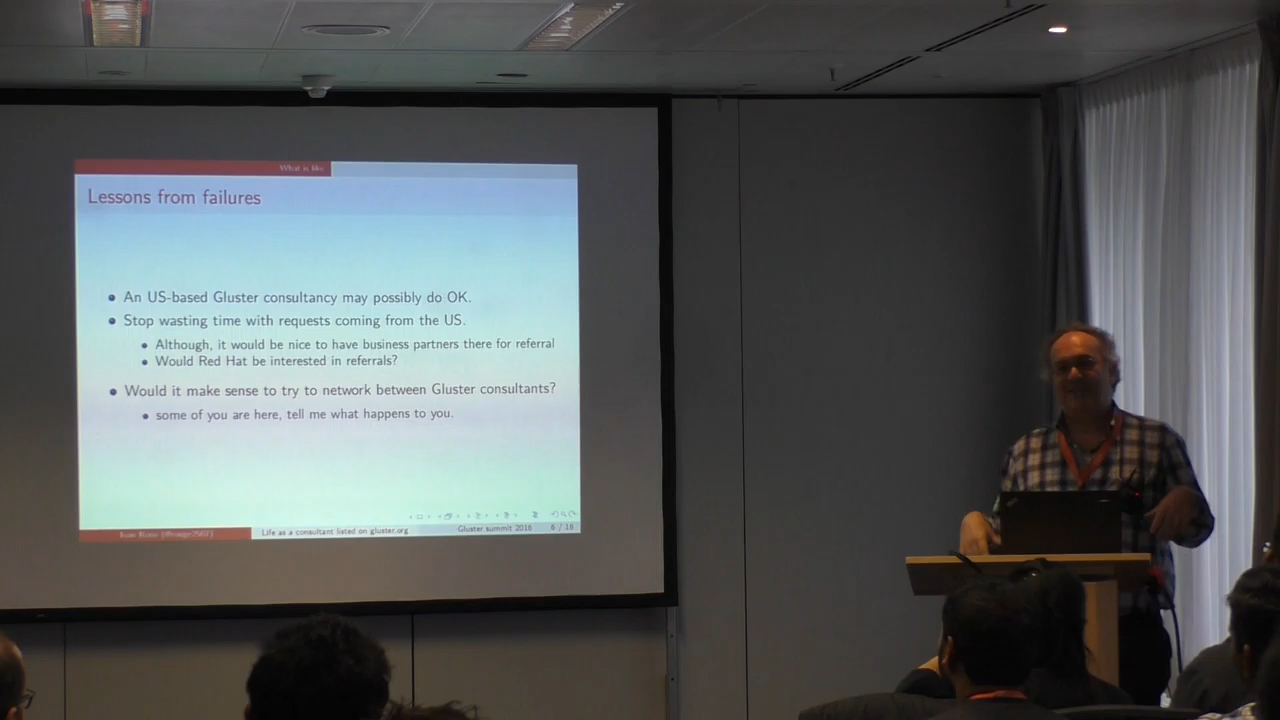 What is like
Lessons from failures
An US-based Gluster consultancy may possibly do OK.
Stop wasting time with requests coming from the US.
Although, it would be nice to have business partners there for referral
Would Red Hat be interested in referrals?
Would it make sense to try to network between Gluster consultants?
some of you are here, tell me what happens to you.
Life as a consultant listed on gluster.org
Gluster summit 2016
6 / 16